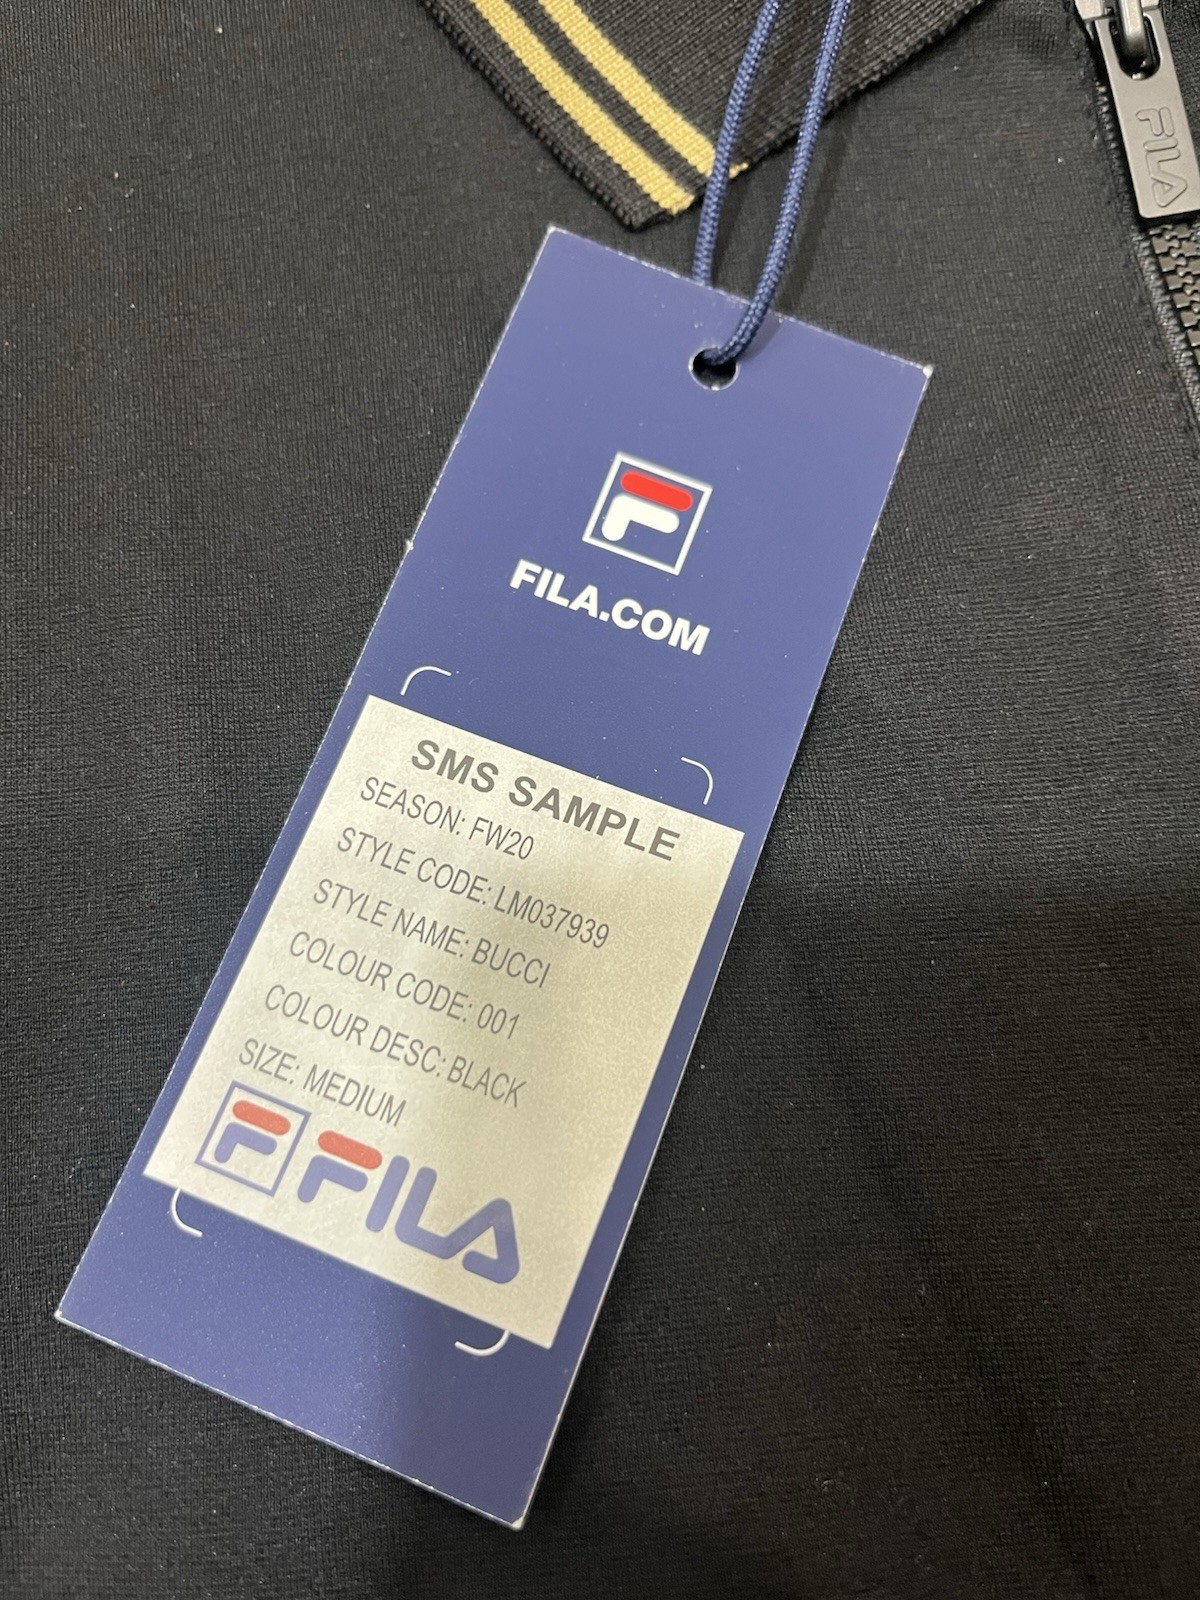 FILA
FILA.COM
SMS SAMPLE
SEASON: FW20
STYLE CODE: LM037939
STYLE NAME: BUCCI
COLOUR CODE: 001
COLOUR DESC: BLACK
SIZE: MEDIUM
FILA